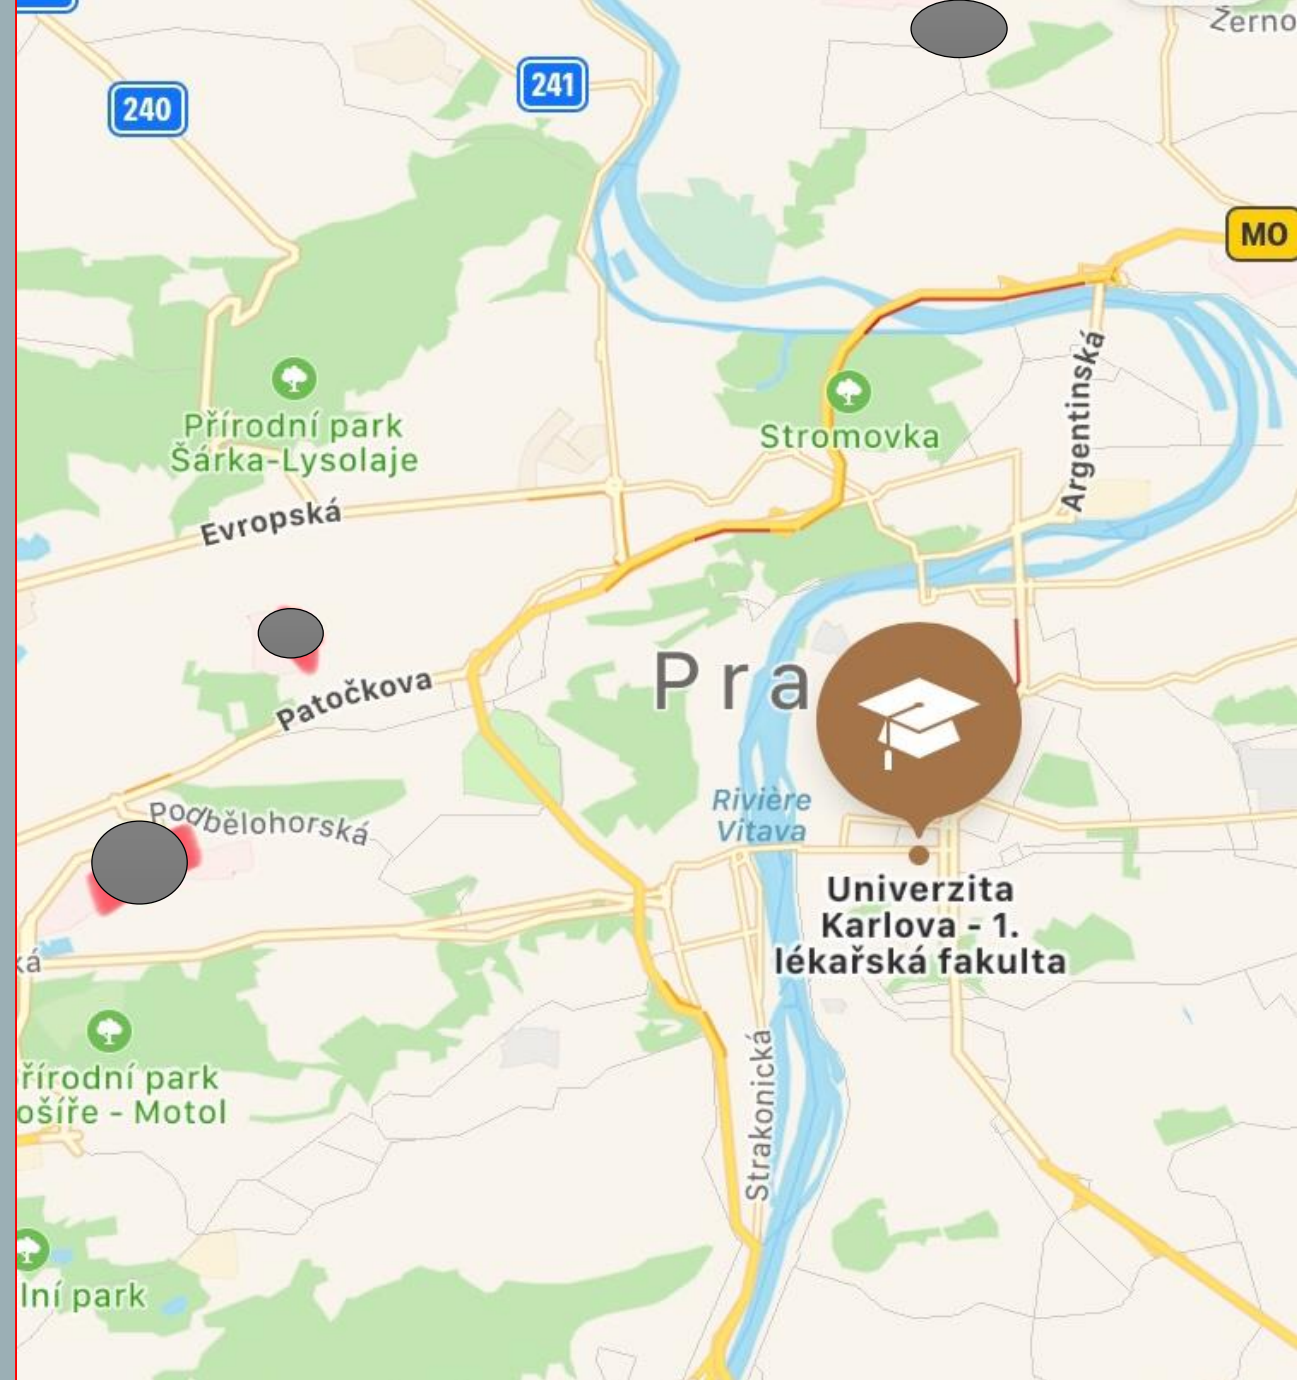 Žerno
241
240
MO
Argentinská
Přírodní park
Šárka-Lysolaje
Stromovka
Evropská
Pra
Patočkova
Rivière
Vitava
Podbělohorská
Univerzita
Karlova - 1.
lékařská fakulta
ká
řírodní park
ošíře - Motol
Strakonická
lní park